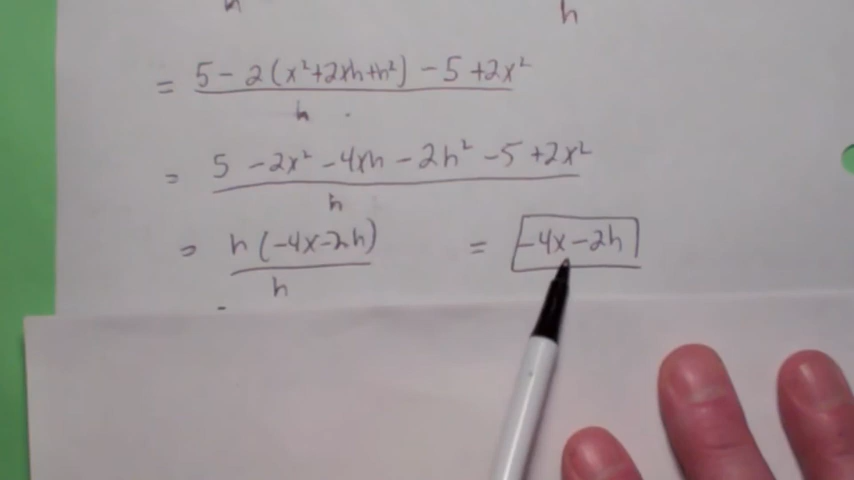 h h
= 5 - 2(x²+2xh+h²) - 5 + 2x²
h
= 5 - 2x² - 4xh - 2h² - 5 + 2x²
h
= h(-4x-2h) = -4x-2h
h